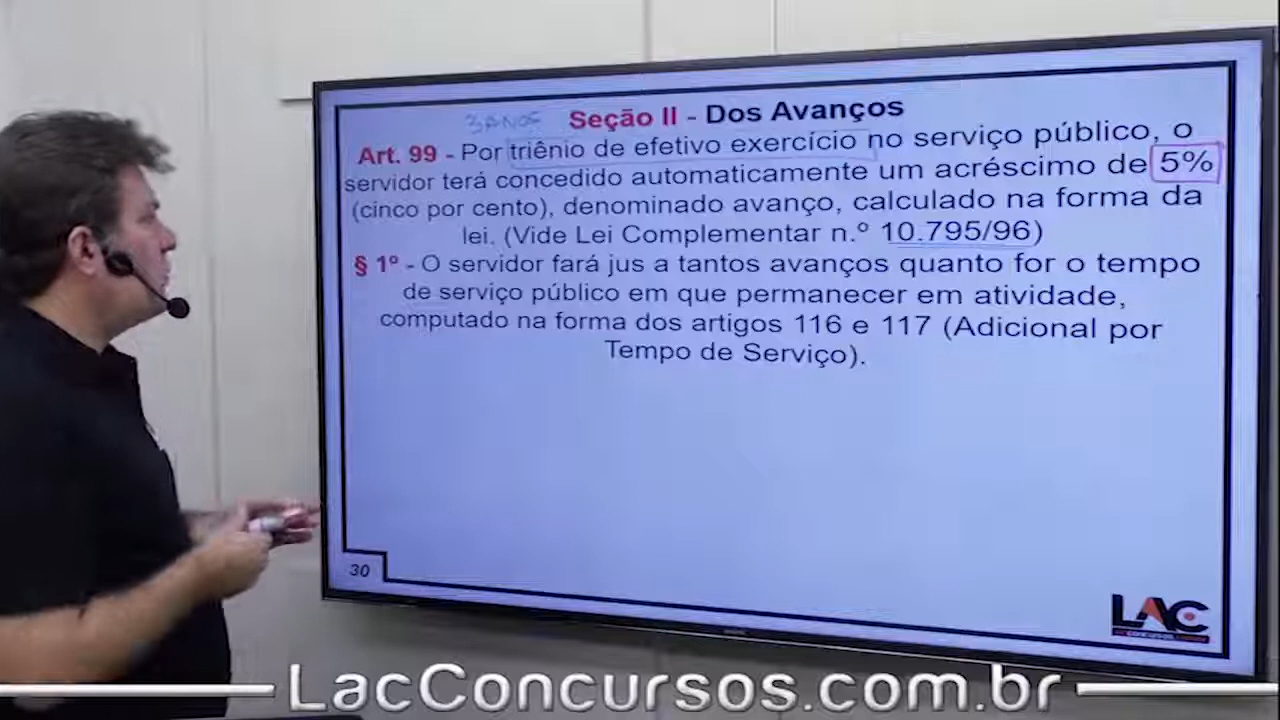 3 ANOS
Seção II - Dos Avanços
Art. 99 - Por triênio de efetivo exercício no serviço público, o
servidor terá concedido automaticamente um acréscimo de 5%
(cinco por cento), denominado avanço, calculado na forma da
lei. (Vide Lei Complementar n.º 10.795/96)
§ 1º - O servidor fará jus a tantos avanços quanto for o tempo
de serviço público em que permanecer em atividade,
computado na forma dos artigos 116 e 117 (Adicional por
Tempo de Serviço).
30
LAC
LacConcursos.com.br